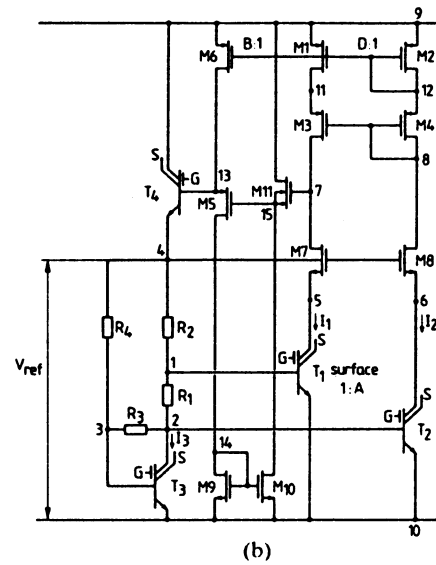 9
B:1
M1
D:1
M2
M6
11
12
M3
M4
S
G
13
8
T4
M5
M11
7
15
4
M7
M8
5
6
R4
R2
↓I1
S
↓I2
Vref
1
G
T1 surface
1:A
S
R1
G
T2
3
R3
2
↓I3
14
S
G
T3
M9
M10
10
(b)